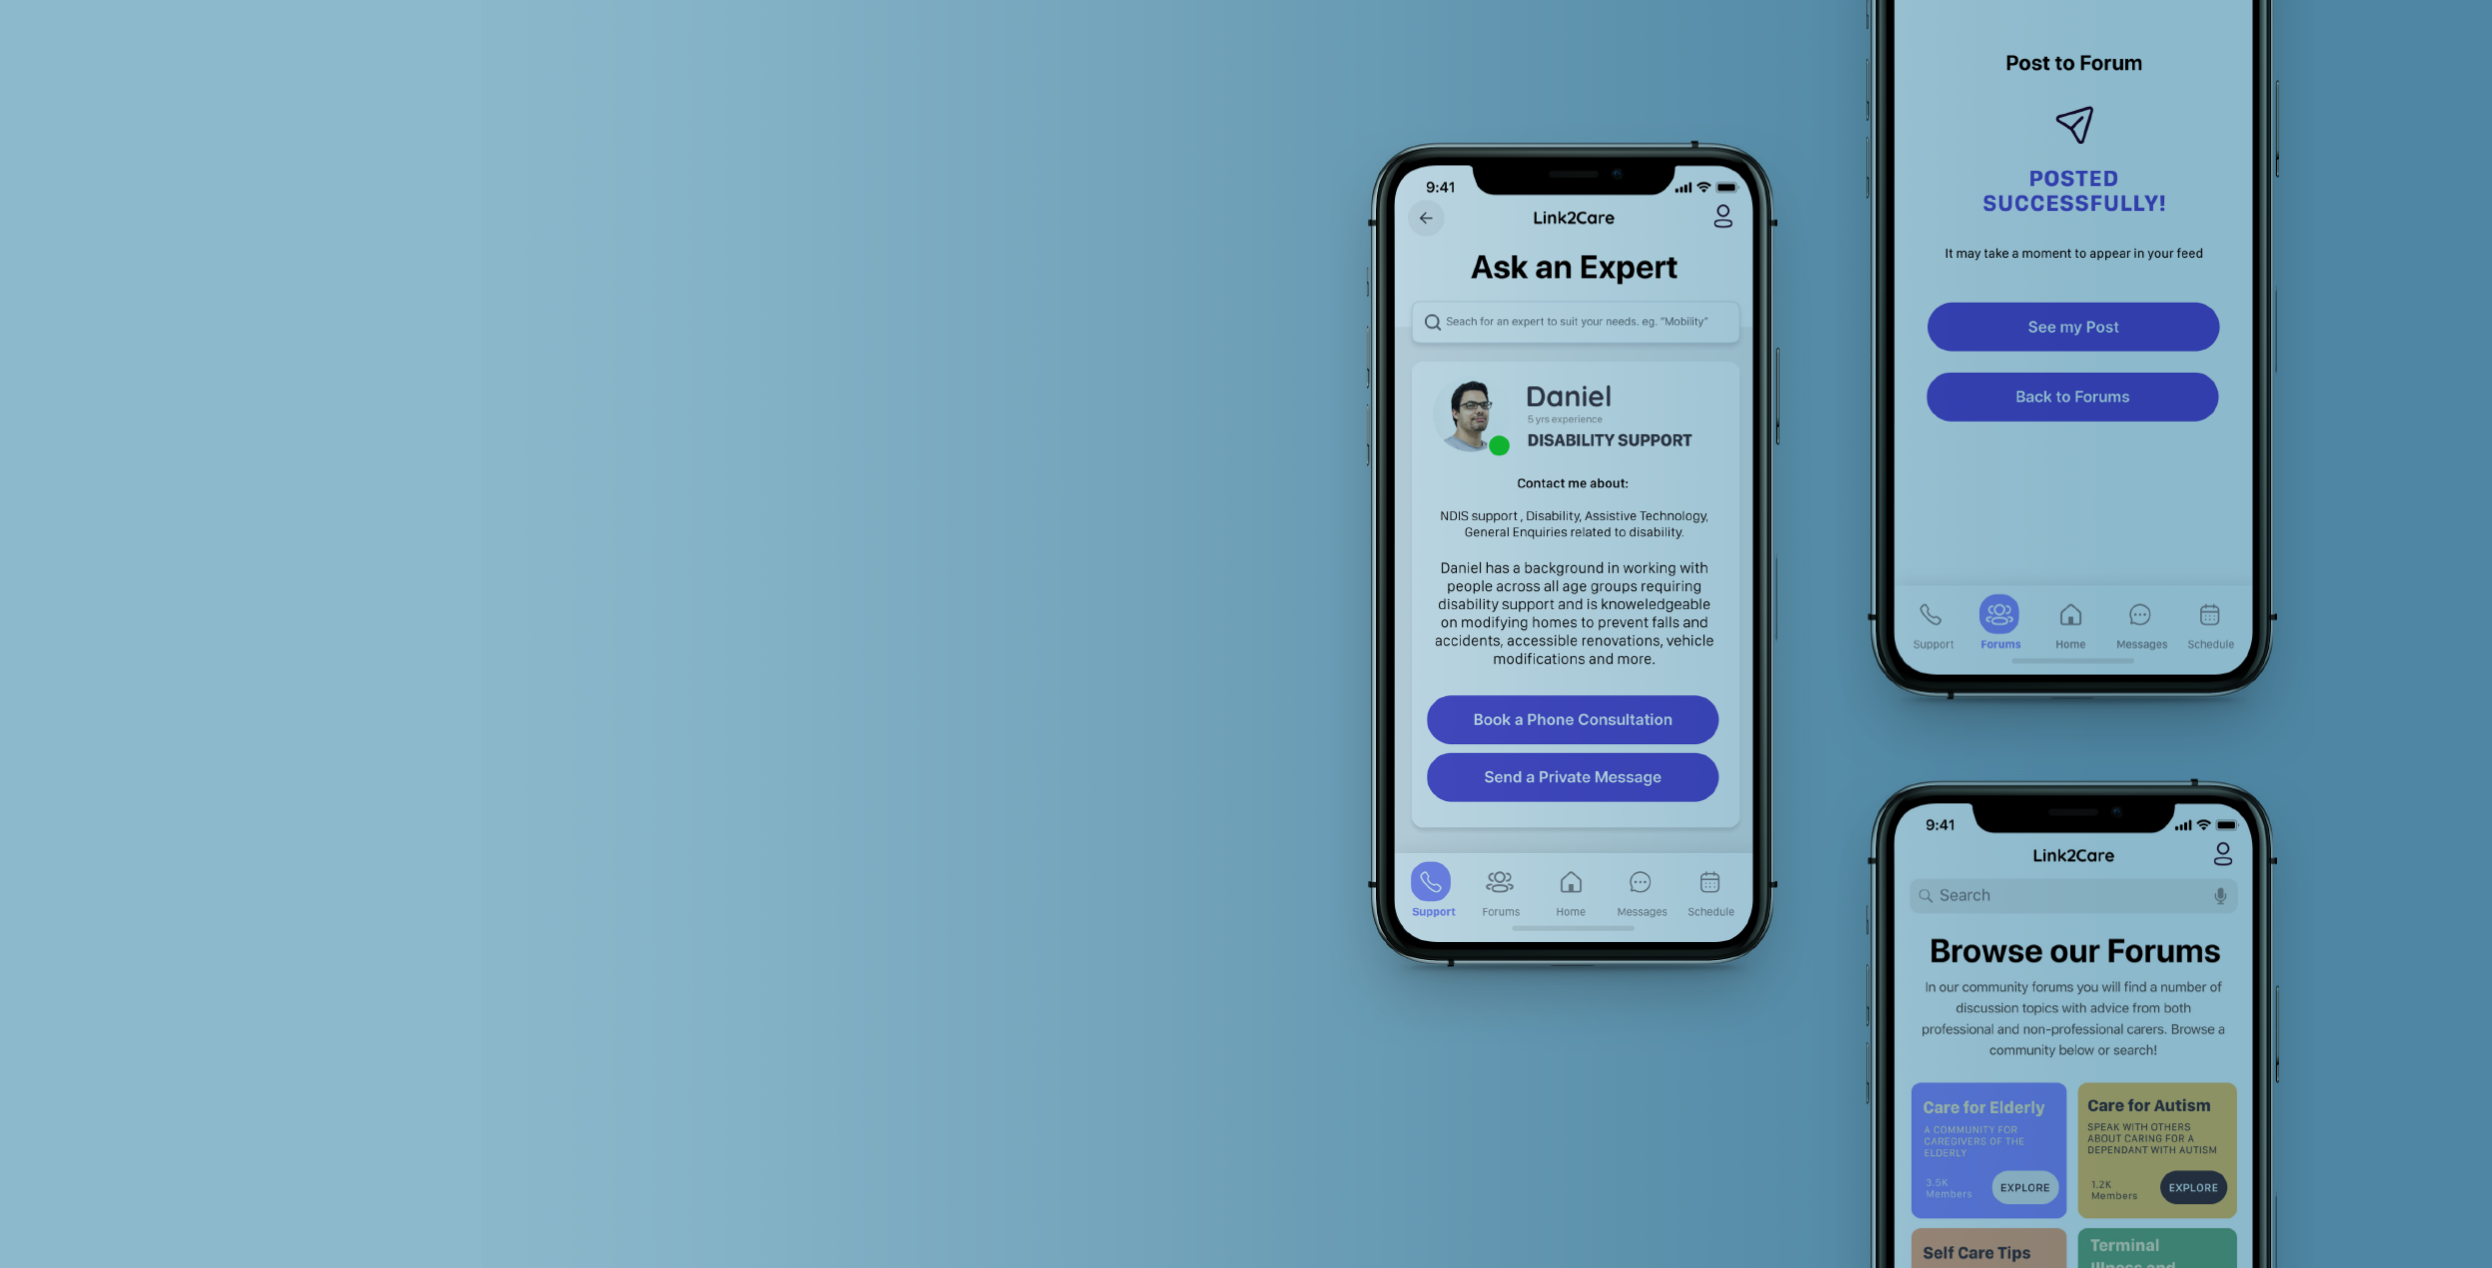 9:41
Link2Care
Ask an Expert
Seach for an expert to suit your needs. eg. "Mobility"
Daniel
5 yrs experience
DISABILITY SUPPORT
Contact me about:
NDIS support , Disability, Assistive Technology,
General Enquiries related to disability.
Daniel has a background in working with
people across all age groups requiring
disability support and is knoweledgeable
on modifying homes to prevent falls and
accidents, accessible renovations, vehicle
modifications and more.
Book a Phone Consultation
Send a Private Message
Support
Forums
Home
Messages
Schedule
Post to Forum
POSTED
SUCCESSFULLY!
It may take a moment to appear in your feed
See my Post
Back to Forums
Support
Forums
Home
Messages
Schedule
9:41
Link2Care
Search
Browse our Forums
In our community forums you will find a number of
discussion topics with advice from both
professional and non-professional carers. Browse a
community below or search!
Care for Elderly
A COMMUNITY FOR
CAREGIVERS OF THE
ELDERLY
3.5K
Members
EXPLORE
Care for Autism
SPEAK WITH OTHERS
ABOUT CARING FOR A
DEPENDANT WITH AUTISM
1.2K
Members
EXPLORE
Self Care Tips
Terminal
Illness and